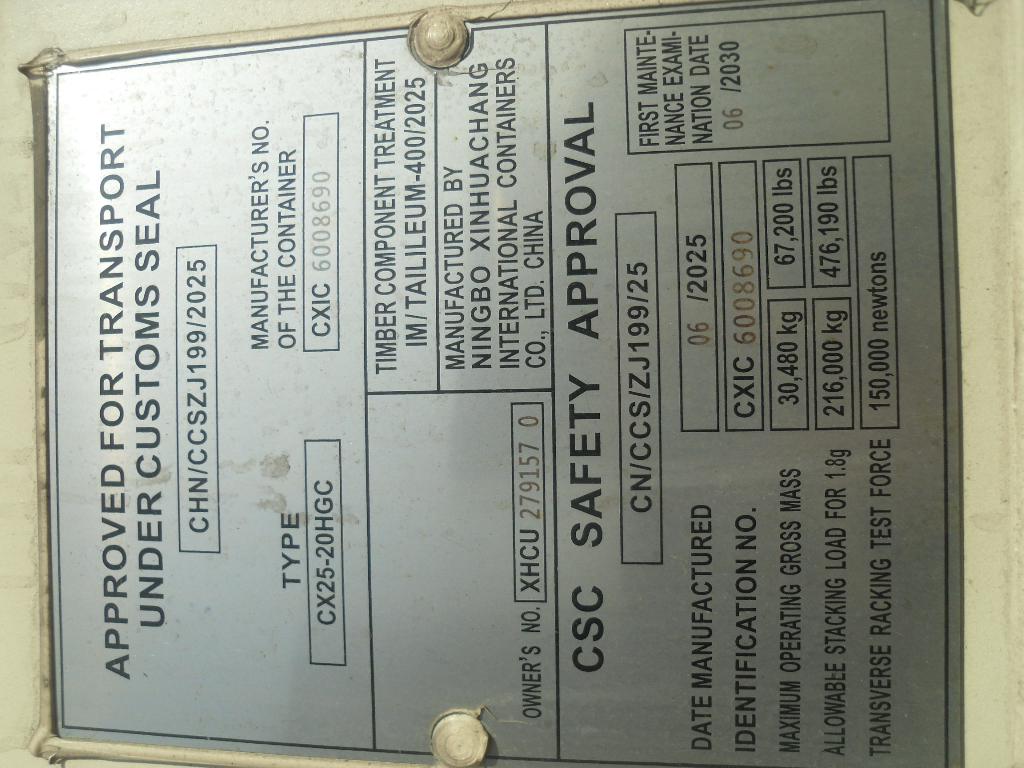 APPROVED FOR TRANSPORT
UNDER CUSTOMS SEAL
CHN/CCSZJ199/2025
TYPE
CX25-20HGC
MANUFACTURER'S NO.
OF THE CONTAINER
CXIC 6008690
TIMBER COMPONENT TREATMENT
IM/TAILILEUM-400/2025
MANUFACTURED BY
NINGBO XINHUACHANG
INTERNATIONAL CONTAINERS
CO., LTD. CHINA
OWNER'S NO. XHCU 279157 0
CSC SAFETY APPROVAL
CN/CCS/ZJ199/25
DATE MANUFACTURED 06 /2025
IDENTIFICATION NO. CXIC 6008690
MAXIMUM OPERATING GROSS MASS 30,480 kg 67,200 lbs
ALLOWABLE STACKING LOAD FOR 1.8g 216,000 kg 476,190 lbs
TRANSVERSE RACKING TEST FORCE 150,000 newtons
FIRST MAINTE-
NANCE EXAMI-
NATION DATE
06 /2030